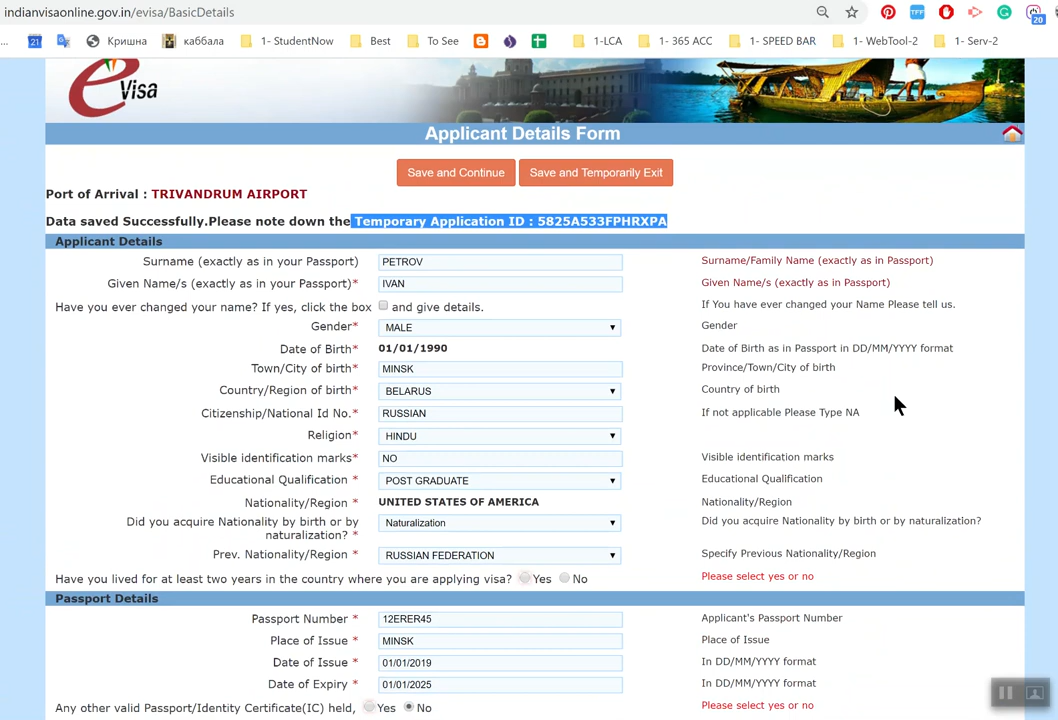 indianvisaonline.gov.in/evisa/BasicDetails
TFF
20
... 21 Кришна каббала 1- StudentNow Best To See 1-LCA 1- 365 ACC 1- SPEED BAR 1- WebTool-2 1- Serv-2
eVisa
Applicant Details Form
Save and Continue Save and Temporarily Exit
Port of Arrival : TRIVANDRUM AIRPORT
Data saved Successfully.Please note down the Temporary Application ID : 5825A533FPHRXPA
Applicant Details
Surname (exactly as in your Passport) PETROV Surname/Family Name (exactly as in Passport)
Given Name/s (exactly as in your Passport)* IVAN Given Name/s (exactly as in Passport)
Have you ever changed your name? If yes, click the box and give details. If You have ever changed your Name Please tell us.
Gender* MALE Gender
Date of Birth* 01/01/1990 Date of Birth as in Passport in DD/MM/YYYY format
Town/City of birth* MINSK Province/Town/City of birth
Country/Region of birth* BELARUS Country of birth
Citizenship/National Id No.* RUSSIAN If not applicable Please Type NA
Religion* HINDU
Visible identification marks* NO Visible identification marks
Educational Qualification * POST GRADUATE Educational Qualification
Nationality/Region * UNITED STATES OF AMERICA Nationality/Region
Did you acquire Nationality by birth or by Naturalization Did you acquire Nationality by birth or by naturalization?
naturalization? *
Prev. Nationality/Region * RUSSIAN FEDERATION Specify Previous Nationality/Region
Have you lived for at least two years in the country where you are applying visa? Yes No Please select yes or no
Passport Details
Passport Number * 12ERER45 Applicant's Passport Number
Place of Issue * MINSK Place of Issue
Date of Issue * 01/01/2019 In DD/MM/YYYY format
Date of Expiry * 01/01/2025 In DD/MM/YYYY format
Any other valid Passport/Identity Certificate(IC) held, Yes No Please select yes or no